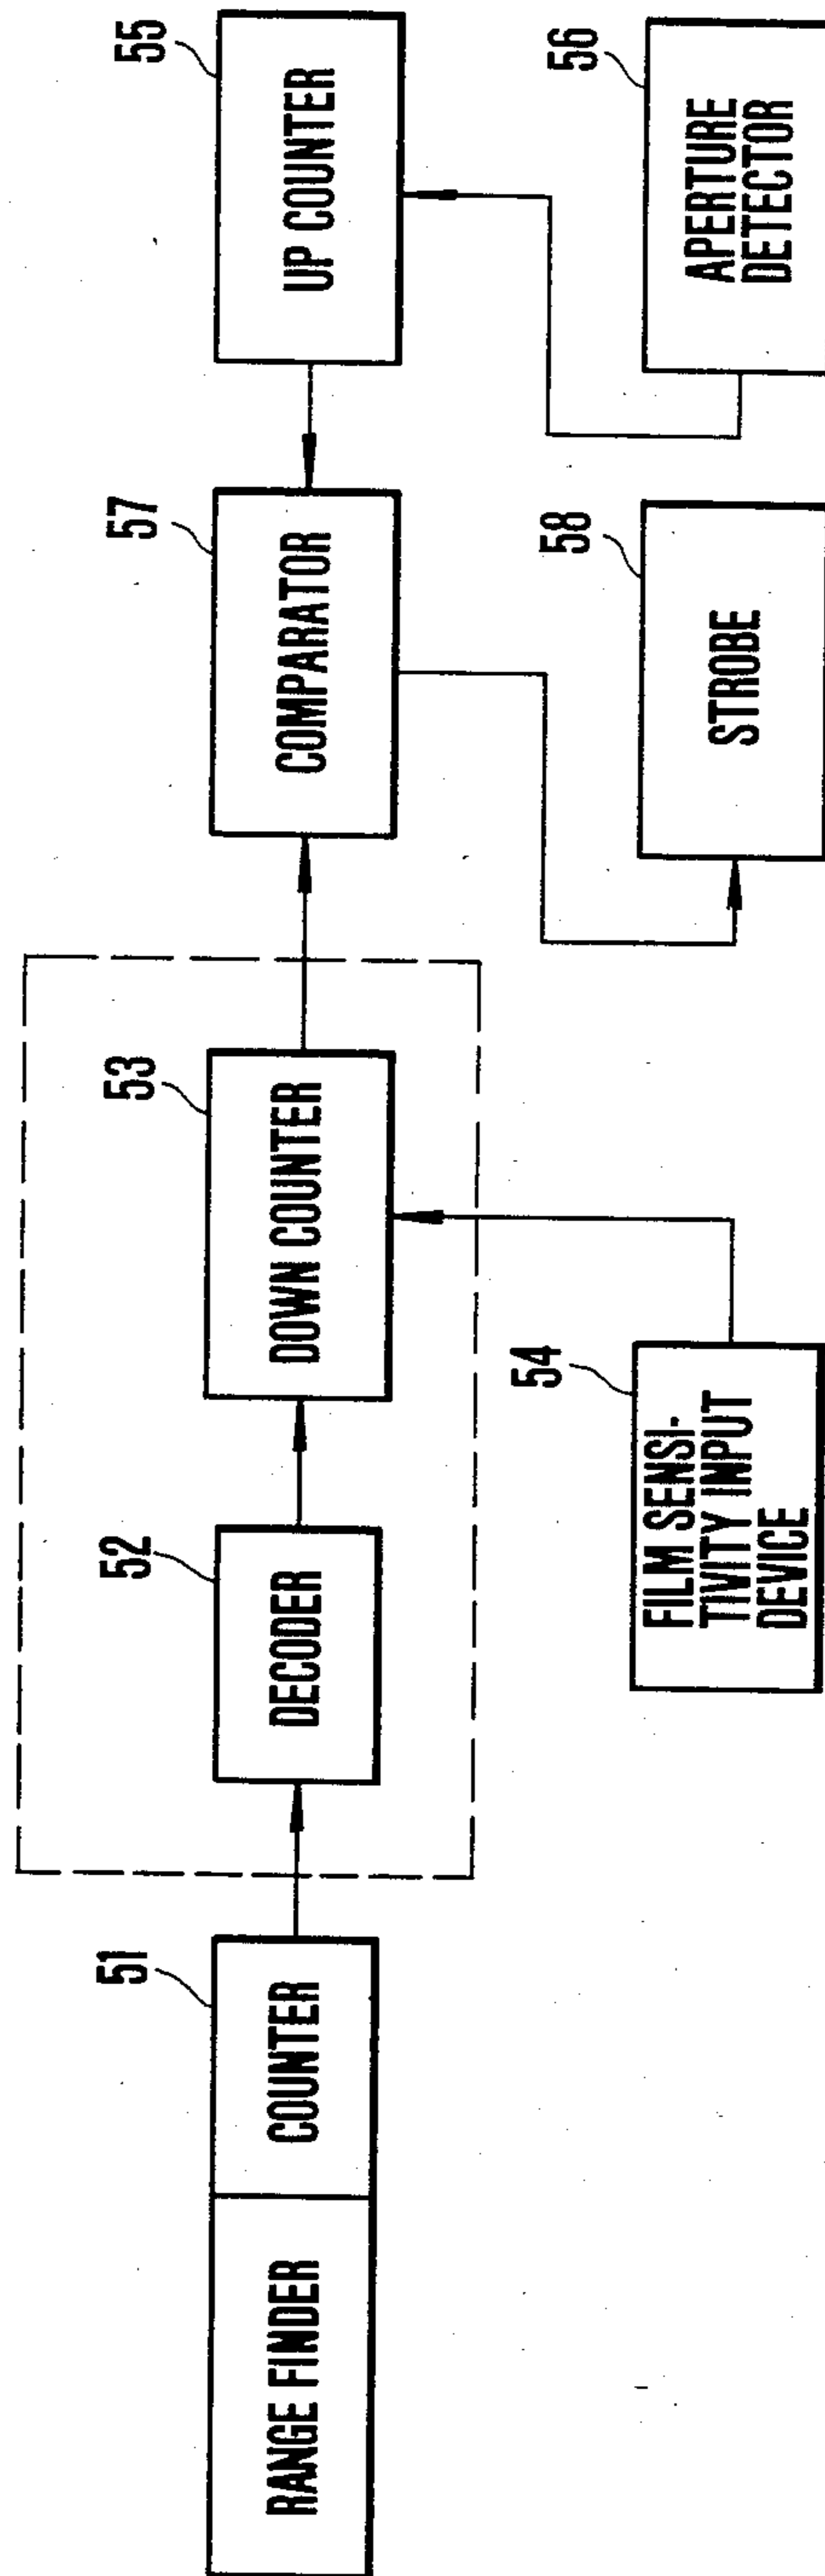 RANGE FINDER
COUNTER
51
DECODER
52
DOWN COUNTER
53
COMPARATOR
57
UP COUNTER
55
FILM SENSI-
TIVITY INPUT
DEVICE
54
STROBE
58
APERTURE
DETECTOR
56